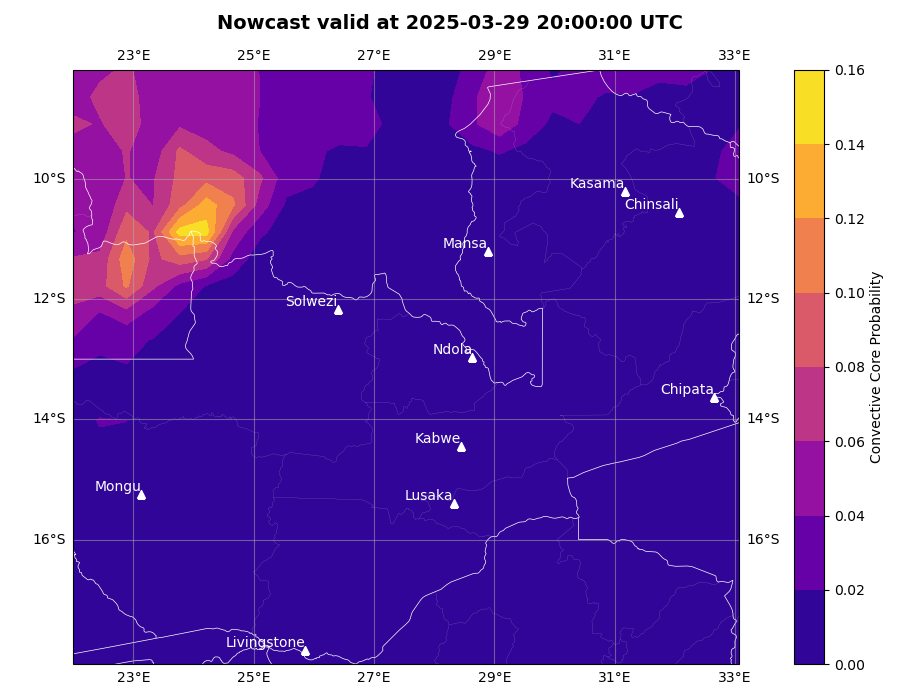 Nowcast valid at 2025-03-29 20:00:00 UTC
23°E 25°E 27°E 29°E 31°E 33°E
0.16
0.14
0.12
0.10
0.08
0.06
0.04
0.02
0.00
Convective Core Probability
10°S 10°S
12°S 12°S
14°S 14°S
16°S 16°S
Kasama
Chinsali
Mansa
Solwezi
Ndola
Chipata
Kabwe
Mongu
Lusaka
Livingstone
23°E 25°E 27°E 29°E 31°E 33°E